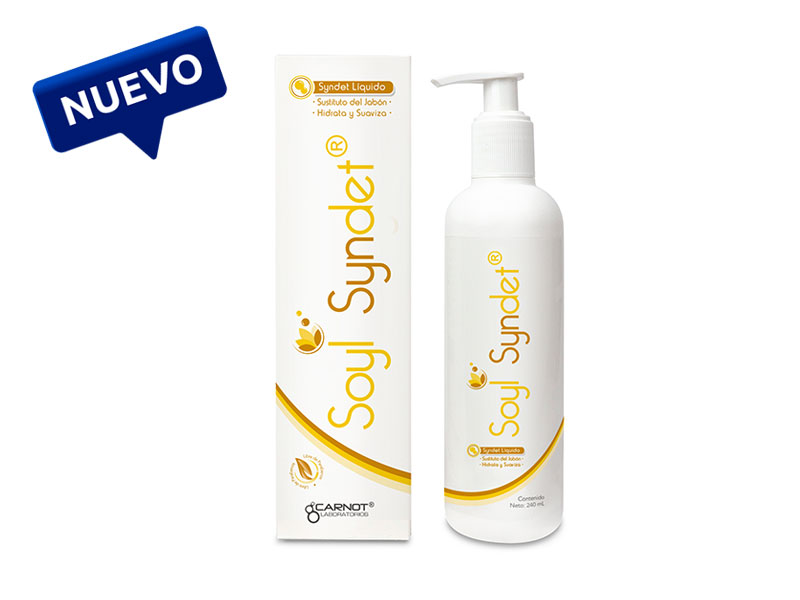 NUEVO
Syndet Líquido
• Sustituto del Jabón •
• Hidrata y Suaviza •
Soyl Syndet®
CARNOT®
LABORATORIOS
Soyl Syndet®
Syndet Líquido
• Sustituto del Jabón •
• Hidrata y Suaviza •
Contenido
Neto: 240 mL